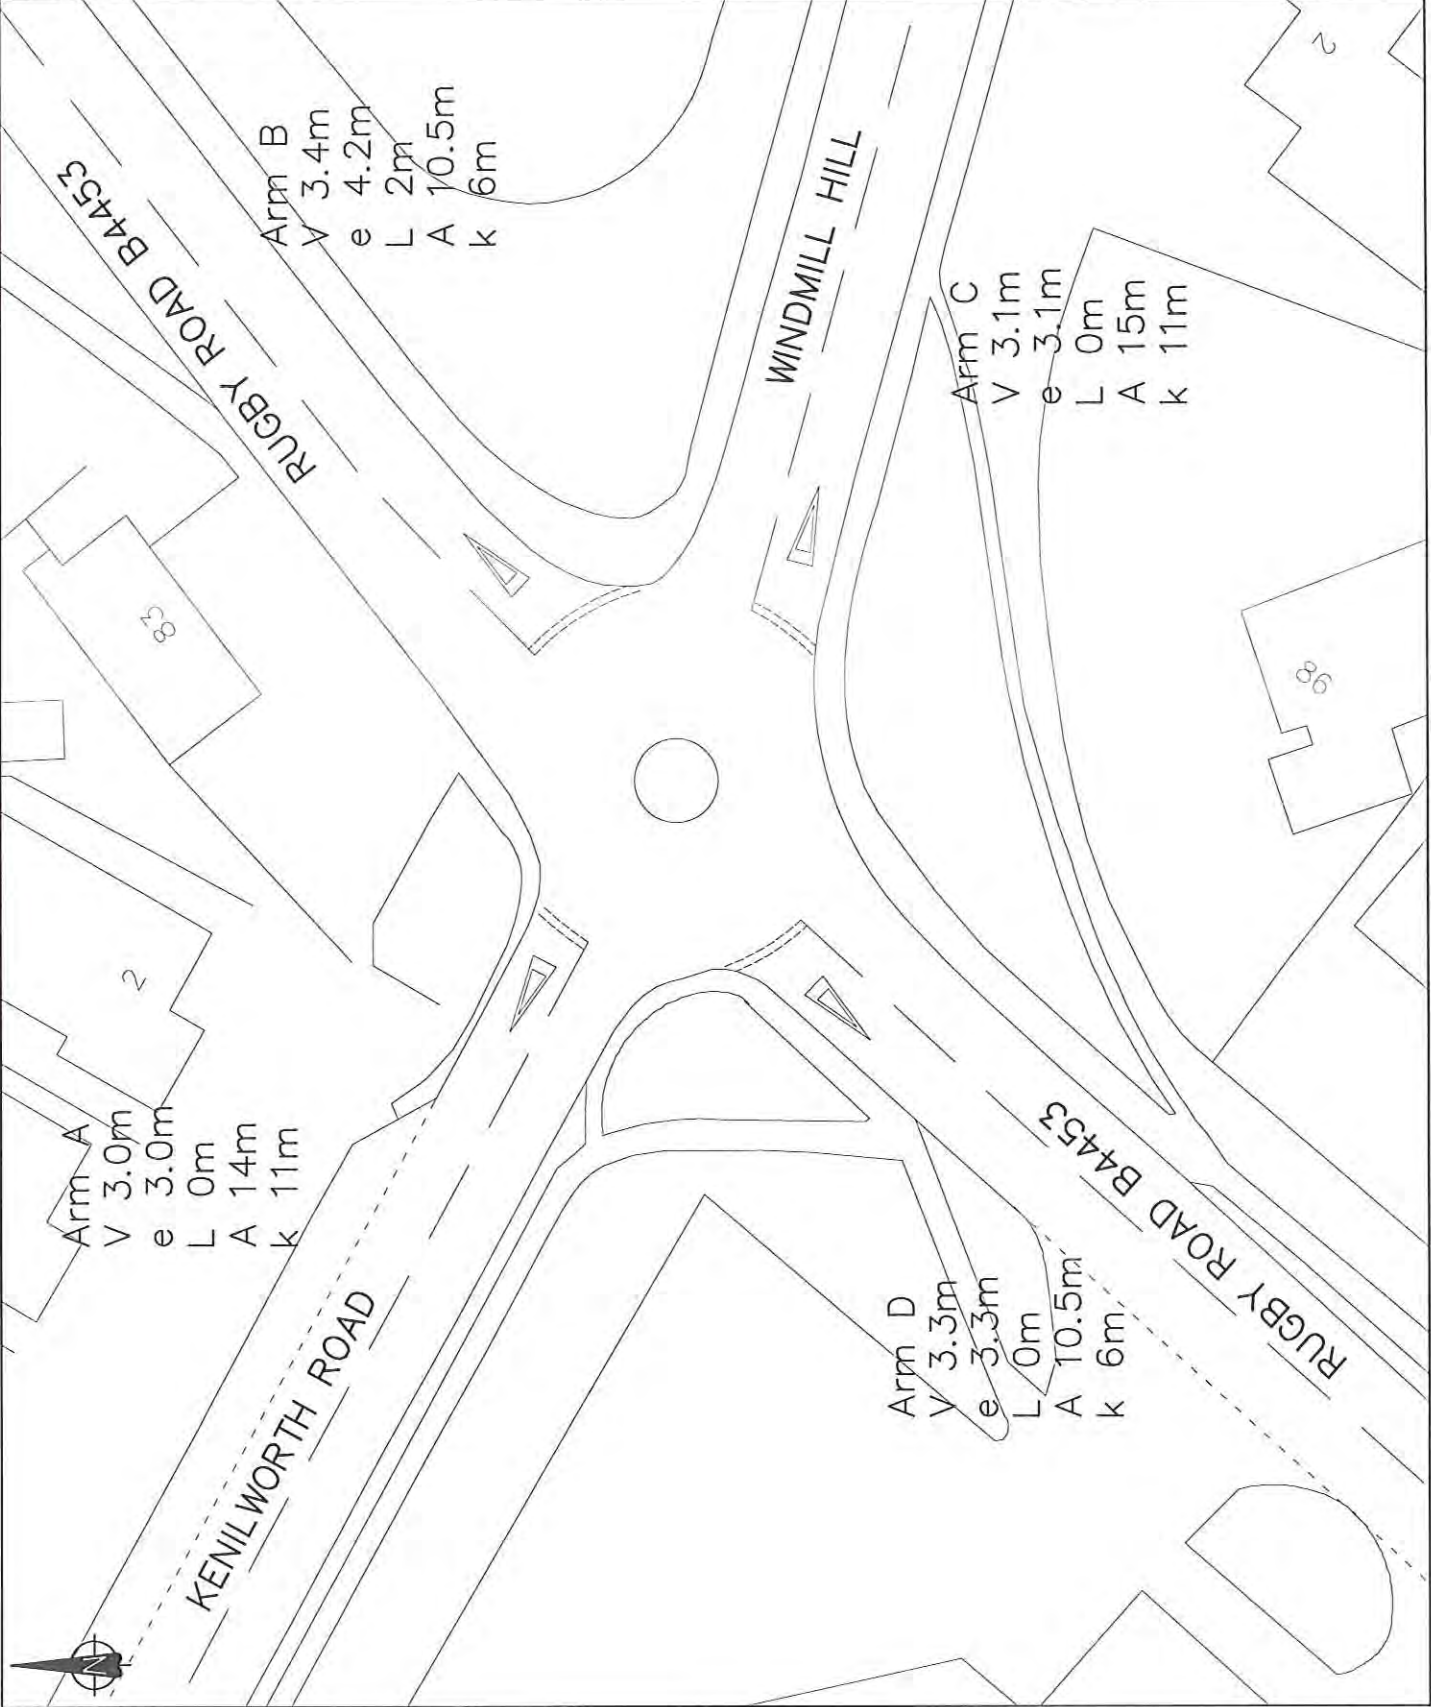 RUGBY ROAD B4453
Arm B
V 3.4m
e 4.2m
L 2m
A 10.5m
k 6m
2
WINDMILL HILL
83
Arm C
V 3.1m
e 3.1m
L 0m
A 15m
k 11m
98
2
Arm A
V 3.0m
e 3.0m
L 0m
A 14m
k 11m
KENILWORTH ROAD
RUGBY ROAD B4453
Arm D
V 3.3m
e 3.3m
L 0m
A 10.5m
k 6m
N